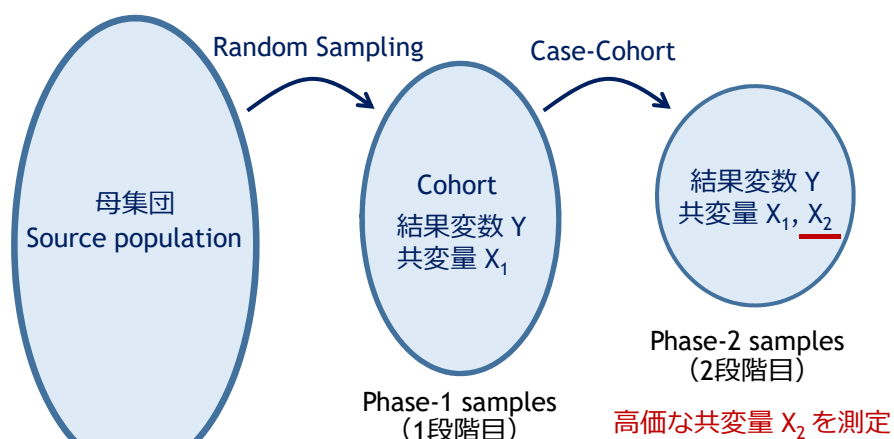 Random Sampling
Case-Cohort
母集団
Source population
Cohort
結果変数 Y
共変量 X₁
結果変数 Y
共変量 X₁, X₂
Phase-1 samples
(1段階目)
Phase-2 samples
(2段階目)
高価な共変量 X₂ を測定